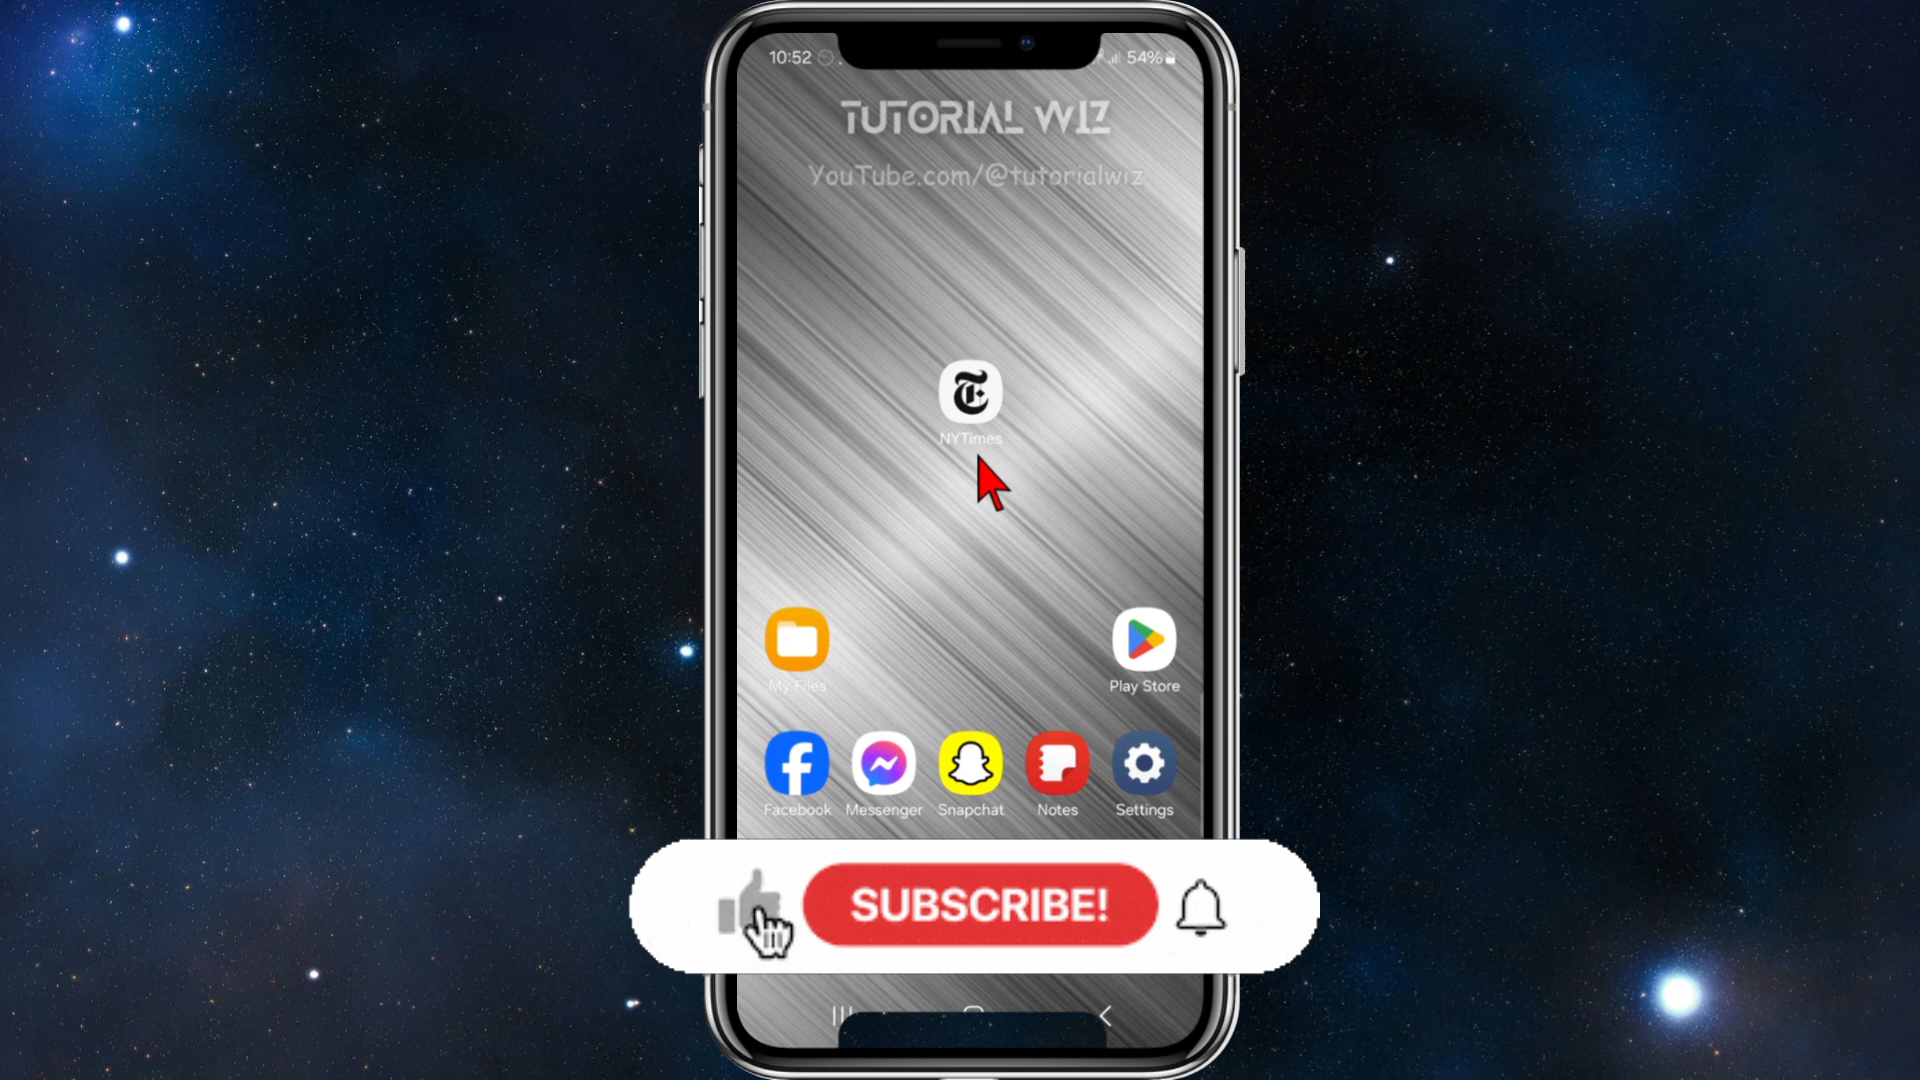 10:52
54%
TUTORIAL WIZ
YouTube.com/@tutorialwiz
NYTimes
My Files
Play Store
Facebook Messenger Snapchat Notes Settings
SUBSCRIBE!